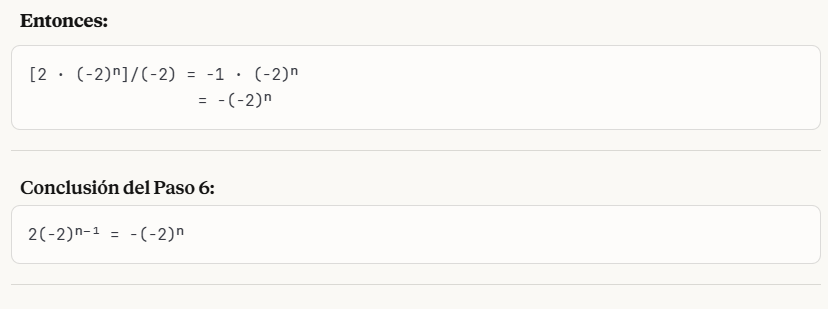 Entonces:
[2 · (-2)ⁿ]/(-2) = -1 · (-2)ⁿ
= -(-2)ⁿ
Conclusión del Paso 6:
2(-2)ⁿ⁻¹ = -(-2)ⁿ